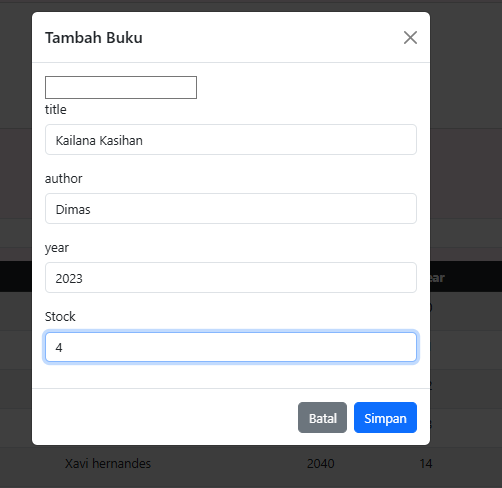 Tambah Buku
title
Kailana Kasihan
author
Dimas
year
2023
Stock
4
Batal
Simpan
Xavi hernandes 2040 14